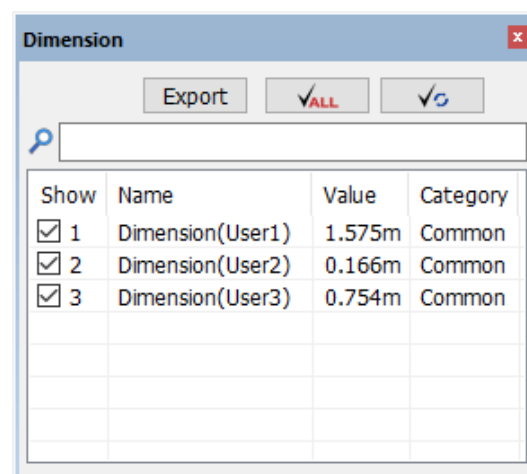 Dimension
x
Export ALL
Show Name Value Category
1 Dimension(User1) 1.575m Common
2 Dimension(User2) 0.166m Common
3 Dimension(User3) 0.754m Common